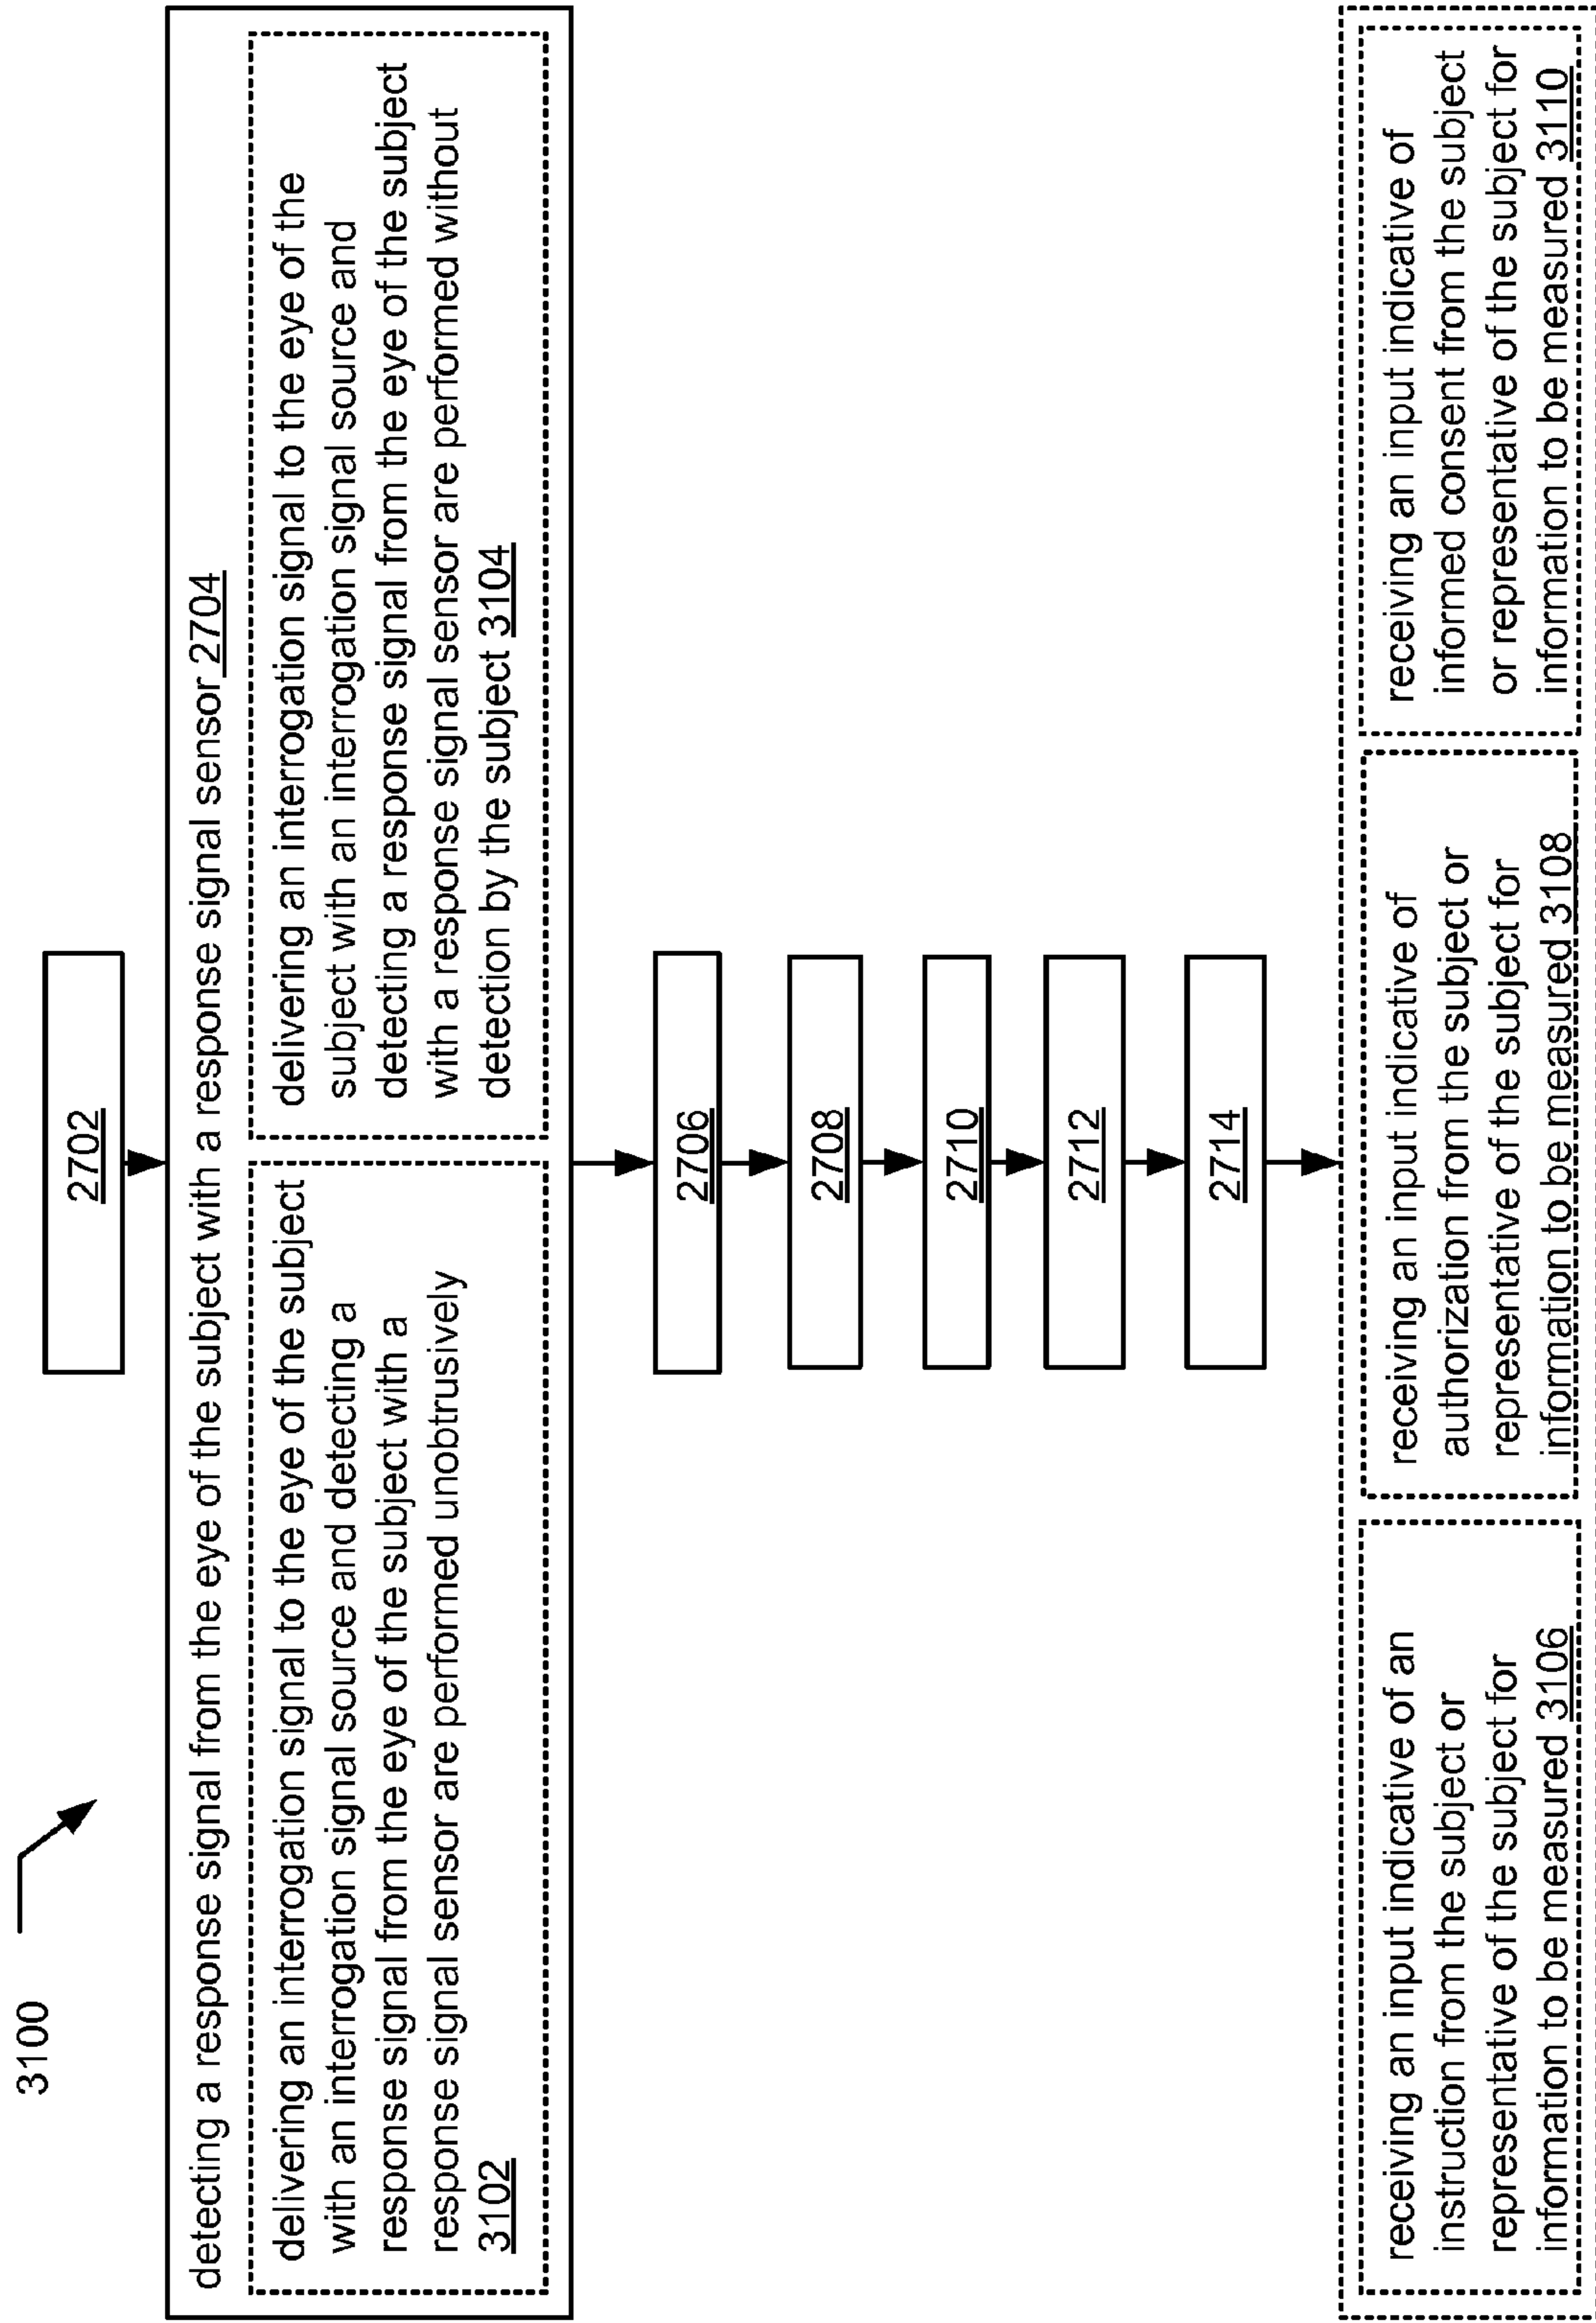 3100
2702
detecting a response signal from the eye of the subject with a response signal sensor 2704
delivering an interrogation signal to the eye of the subject
with an interrogation signal source and detecting a
response signal from the eye of the subject with a
response signal sensor are performed unobtrusively
3102
delivering an interrogation signal to the eye of the
subject with an interrogation signal source and
detecting a response signal from the eye of the subject
with a response signal sensor are performed without
detection by the subject 3104
2706
2708
2710
2712
2714
receiving an input indicative of an
instruction from the subject or
representative of the subject for
information to be measured 3106
receiving an input indicative of
authorization from the subject or
representative of the subject for
information to be measured 3108
receiving an input indicative of
informed consent from the subject
or representative of the subject for
information to be measured 3110